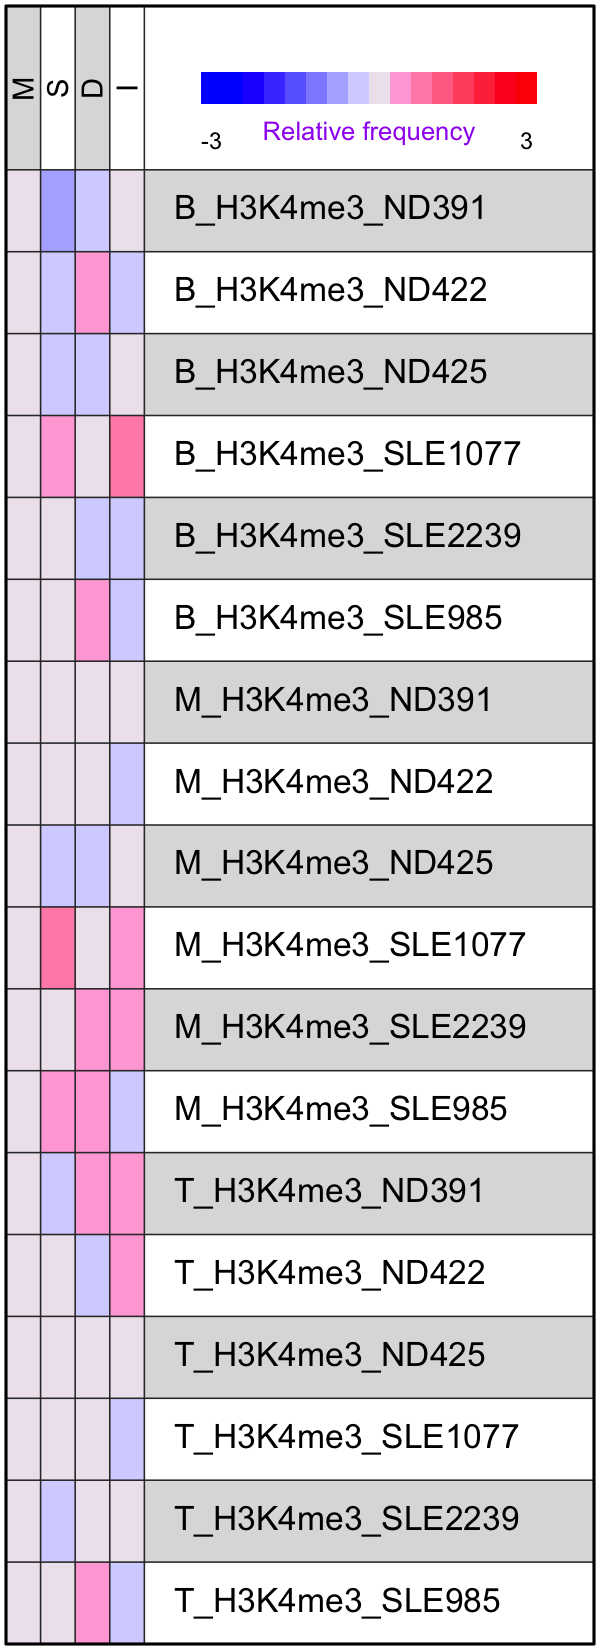 M S D I
-3 Relative frequency 3
B_H3K4me3_ND391
B_H3K4me3_ND422
B_H3K4me3_ND425
B_H3K4me3_SLE1077
B_H3K4me3_SLE2239
B_H3K4me3_SLE985
M_H3K4me3_ND391
M_H3K4me3_ND422
M_H3K4me3_ND425
M_H3K4me3_SLE1077
M_H3K4me3_SLE2239
M_H3K4me3_SLE985
T_H3K4me3_ND391
T_H3K4me3_ND422
T_H3K4me3_ND425
T_H3K4me3_SLE1077
T_H3K4me3_SLE2239
T_H3K4me3_SLE985